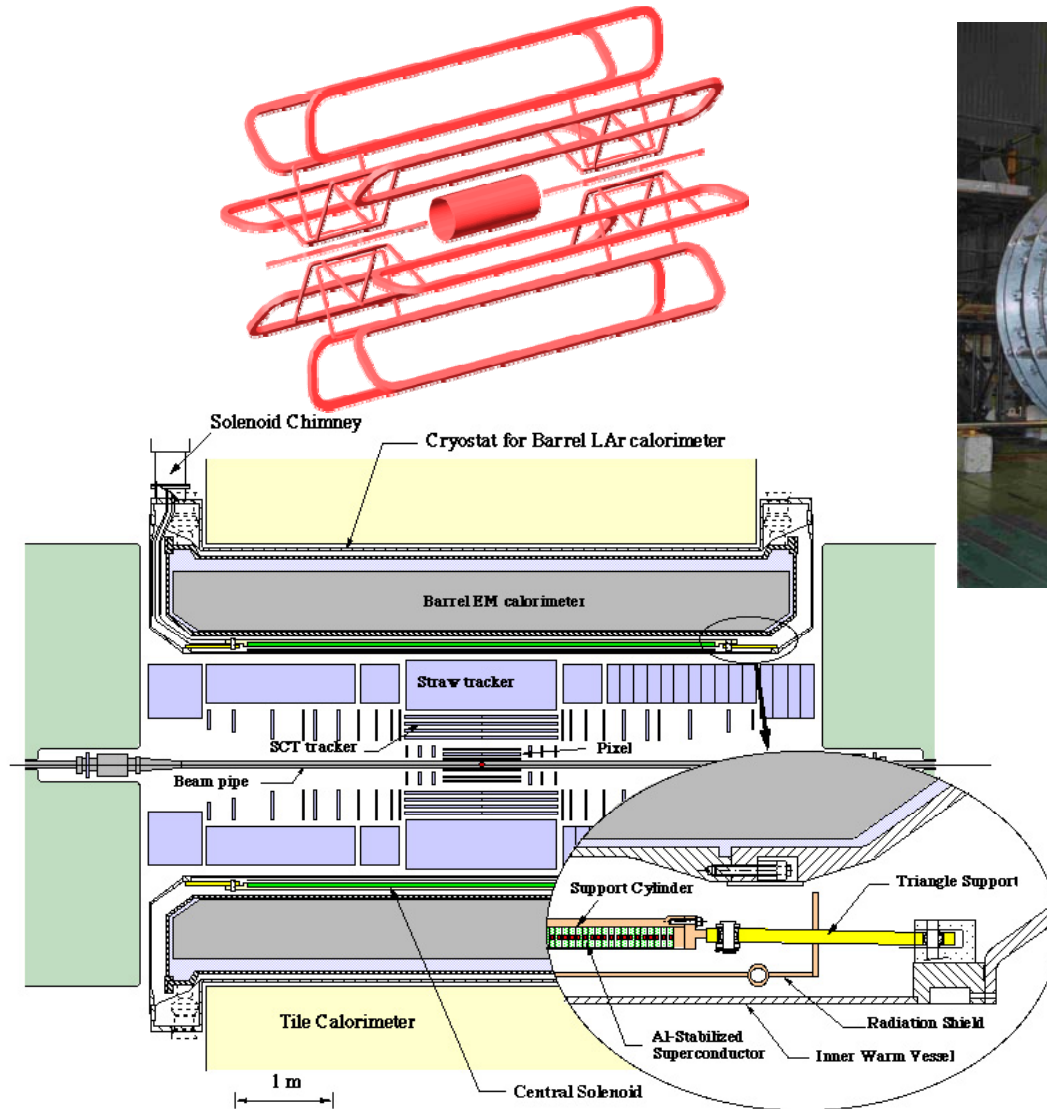 Solenoid Chimney
Cryostat for Barrel LAr calorimeter
Barrel EM calorimeter
Straw tracker
SCT tracker
Pixel
Beam pipe
Support Cylinder
Triangle Support
Tile Calorimeter
Radiation Shield
Al-Stabilized
Superconductor
Inner Warm Vessel
1 m
Central Solenoid